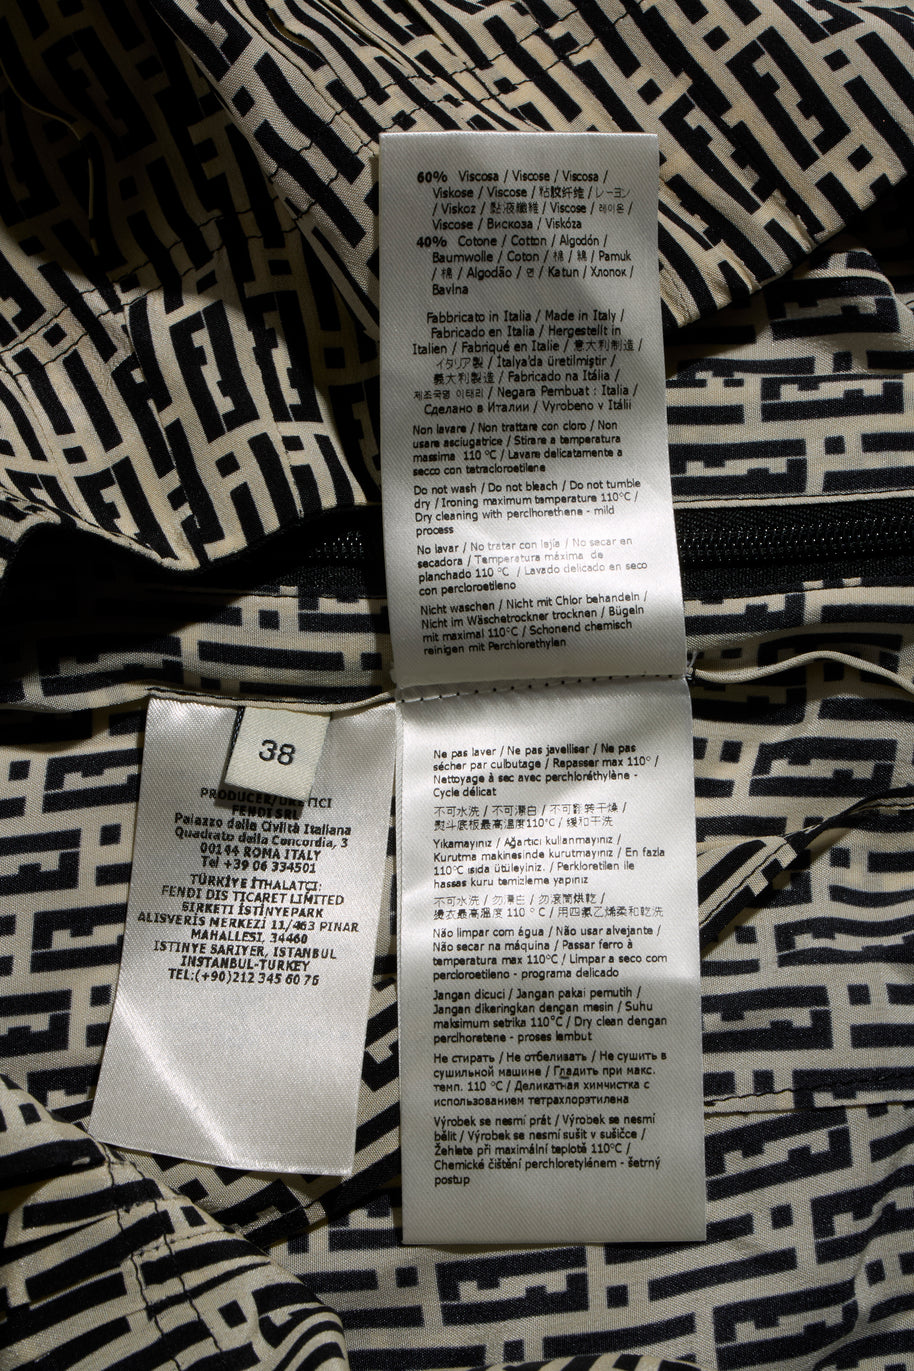 60% Viscosa / Viscose / Viscosa /
Viskose / Viscose / 粘胶纤维 / レーヨン
/ Viskoz / 黏液纖維 / Viscose / 레이온 /
Viscose / Вискоза / Viskóza
40% Cotone / Cotton / Algodón /
Baumwolle / Coton / 棉 / 綿 / Pamuk
/ 棉 / Algodão / 면 / Katun / Хлопок /
Bavlna
Fabbricato in Italia / Made in Italy /
Fabricado en Italia / Hergestellt in
Italien / Fabriqué en Italie / 意大利制造 /
イタリア製 / İtalya'da üretilmiştir /
義大利製造 / Fabricado na Itália /
제조국명 이태리 / Negara Pembuat : Italia /
Сделано в Италии / Vyrobeno v Itálii
Non lavare / Non trattare con cloro / Non
usare asciugatrice / Stirare a temperatura
massima 110 °C / Lavare delicatamente a
secco con tetracloroetilene
Do not wash / Do not bleach / Do not tumble
dry / Ironing maximum temperature 110°C /
Dry cleaning with perclhorethene - mild
process
No lavar / No tratar con lejía / No secar en
secadora / Temperatura máxima de
planchado 110 °C / Lavado delicado en seco
con percloroetileno
Nicht waschen / Nicht mit Chlor behandeln /
Nicht im Wäschetrockner trocknen / Bügeln
mit maximal 110°C / Schonend chemisch
reinigen mit Perchlorethylen
Ne pas laver / Ne pas javelliser / Ne pas
sécher par culbutage / Repasser max 110° /
Nettoyage à sec avec perchloréthylène -
Cycle délicat
不可水洗 / 不可漂白 / 不可翻转干燥 /
熨斗底板最高温度110°C / 缓和干洗
Yıkamayınız / Ağartıcı kullanmayınız /
Kurutma makinesinde kurutmayınız / En fazla
110°C ısıda ütüleyiniz. / Perkloretilen ile
hassas kuru temizleme yapınız
不可水洗 / 勿漂白 / 勿滾筒烘乾 /
燙衣最高溫度 110 °C / 用四氯乙烯柔和乾洗
Não limpar com água / Não usar alvejante /
Não secar na máquina / Passar ferro à
temperatura max 110°C / Limpar a seco com
percloroetileno - programa delicado
Jangan dicuci / Jangan pakai pemutih /
Jangan dikeringkan dengan mesin / Suhu
maksimum setrika 110°C / Dry clean dengan
perclhoretene - proses lembut
Не стирать / Не отбеливать / Не сушить в
сушильной машине / Гладить при макс.
темп. 110 °C / Деликатная химчистка с
использованием тетрахлорэтилена
Výrobek se nesmí prát / Výrobek se nesmí
bělit / Výrobek se nesmí sušit v sušičce /
Žehlete při maximální teplotě 110°C /
Chemické čištění perchloretylénem - šetrný
postup
38
PRODUCER/ÜRETICI
FENDI SRL
Palazzo della Civiltà Italiana
Quadrato della Concordia, 3
00144 ROMA ITALY
Tel +39 06 334501
TÜRKİYE İTHALATÇI:
FENDI DIS TICARET LIMITED
SIRKETI İSTİNYEPARK
ALISVERİS MERKEZİ 11/463 PINAR
MAHALLESI, 34460
ISTINYE SARIYER, ISTANBUL
INSTANBUL-TURKEY
TEL:(+90)212 345 60 76